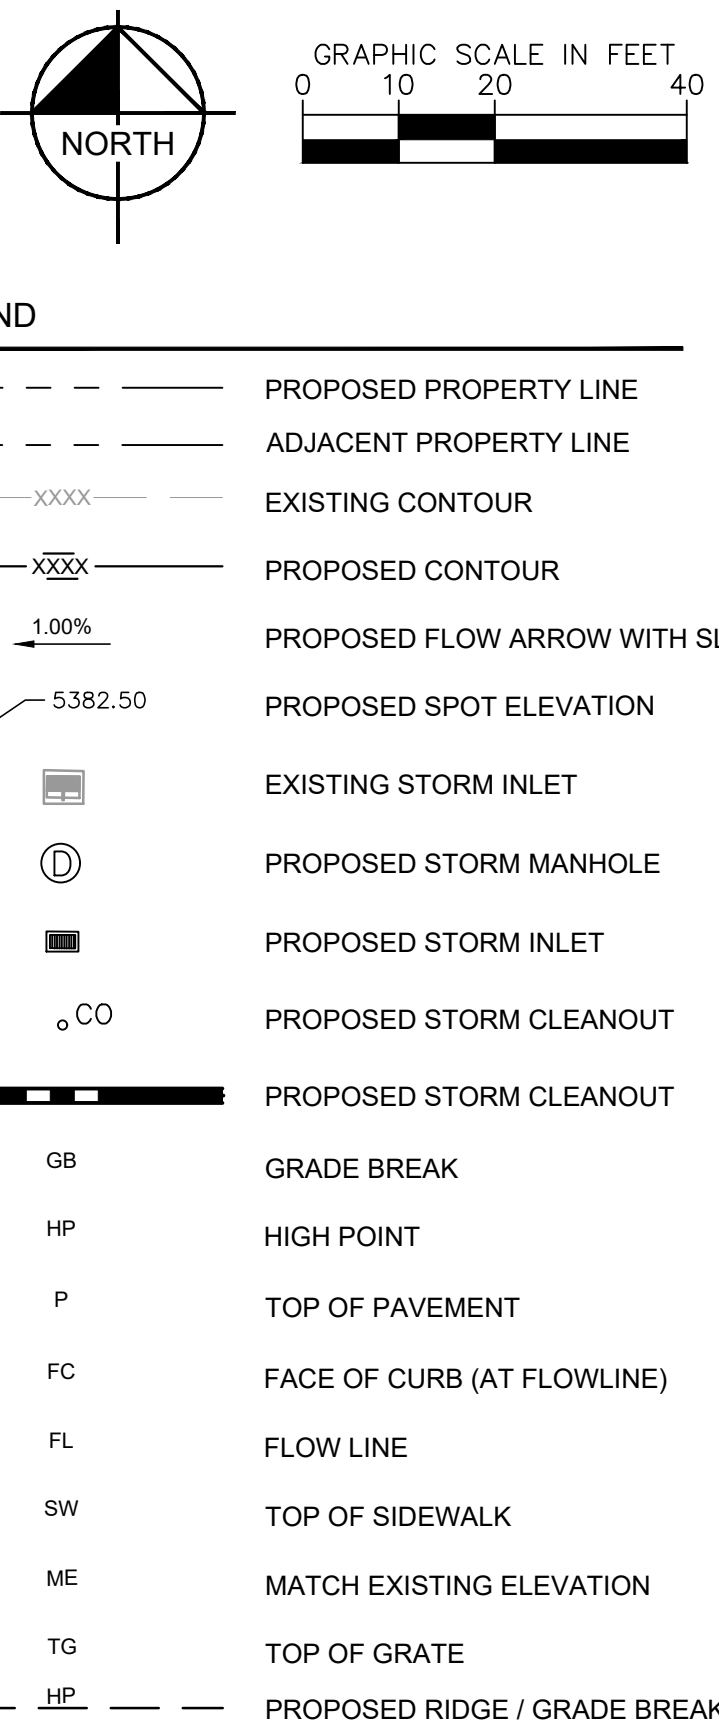 NORTH
GRAPHIC SCALE IN FEET
0 10 20 40
ND
PROPOSED PROPERTY LINE
ADJACENT PROPERTY LINE
XXXX EXISTING CONTOUR
XXXX PROPOSED CONTOUR
1.00% PROPOSED FLOW ARROW WITH SL
5382.50 PROPOSED SPOT ELEVATION
EXISTING STORM INLET
D PROPOSED STORM MANHOLE
PROPOSED STORM INLET
CO PROPOSED STORM CLEANOUT
PROPOSED STORM CLEANOUT
GB GRADE BREAK
HP HIGH POINT
P TOP OF PAVEMENT
FC FACE OF CURB (AT FLOWLINE)
FL FLOW LINE
SW TOP OF SIDEWALK
ME MATCH EXISTING ELEVATION
TG TOP OF GRATE
HP PROPOSED RIDGE / GRADE BREAK